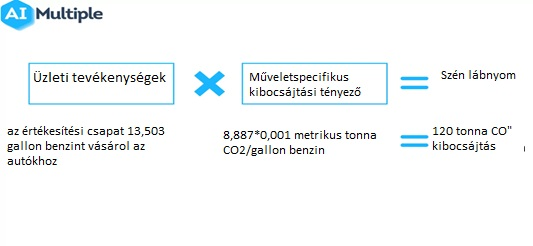 AI Multiple
Üzleti tevékenységek
Műveletspecifikus
kibocsájtási tényező
Szén lábnyom
az értékesítési csapat 13,503
gallon benzint vásárol az
autókhoz
8,887*0,001 metrikus tonna
CO2/gallon benzin
120 tonna CO"
kibocsájtás